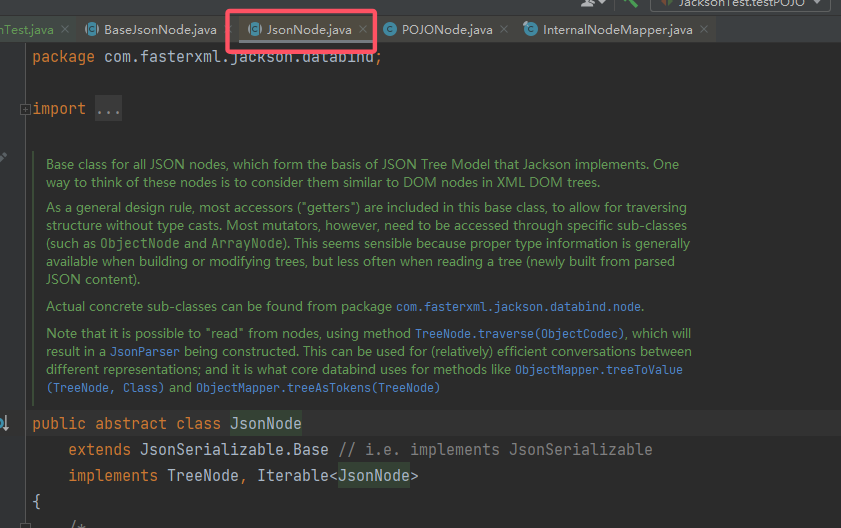 JacksonTest.testPOJO
nTest.java
BaseJsonNode.java
JsonNode.java
POJONode.java
InternalNodeMapper.java
package com.fasterxml.jackson.databind;
import ...
Base class for all JSON nodes, which form the basis of JSON Tree Model that Jackson implements. One
way to think of these nodes is to consider them similar to DOM nodes in XML DOM trees.
As a general design rule, most accessors ("getters") are included in this base class, to allow for traversing
structure without type casts. Most mutators, however, need to be accessed through specific sub-classes
(such as ObjectNode and ArrayNode). This seems sensible because proper type information is generally
available when building or modifying trees, but less often when reading a tree (newly built from parsed
JSON content).
Actual concrete sub-classes can be found from package com.fasterxml.jackson.databind.node.
Note that it is possible to "read" from nodes, using method TreeNode.traverse(ObjectCodec), which will
result in a JsonParser being constructed. This can be used for (relatively) efficient conversations between
different representations; and it is what core databind uses for methods like ObjectMapper.treeToValue
(TreeNode, Class) and ObjectMapper.treeAsTokens(TreeNode)
public abstract class JsonNode
extends JsonSerializable.Base // i.e. implements JsonSerializable
implements TreeNode, Iterable<JsonNode>
{
/*